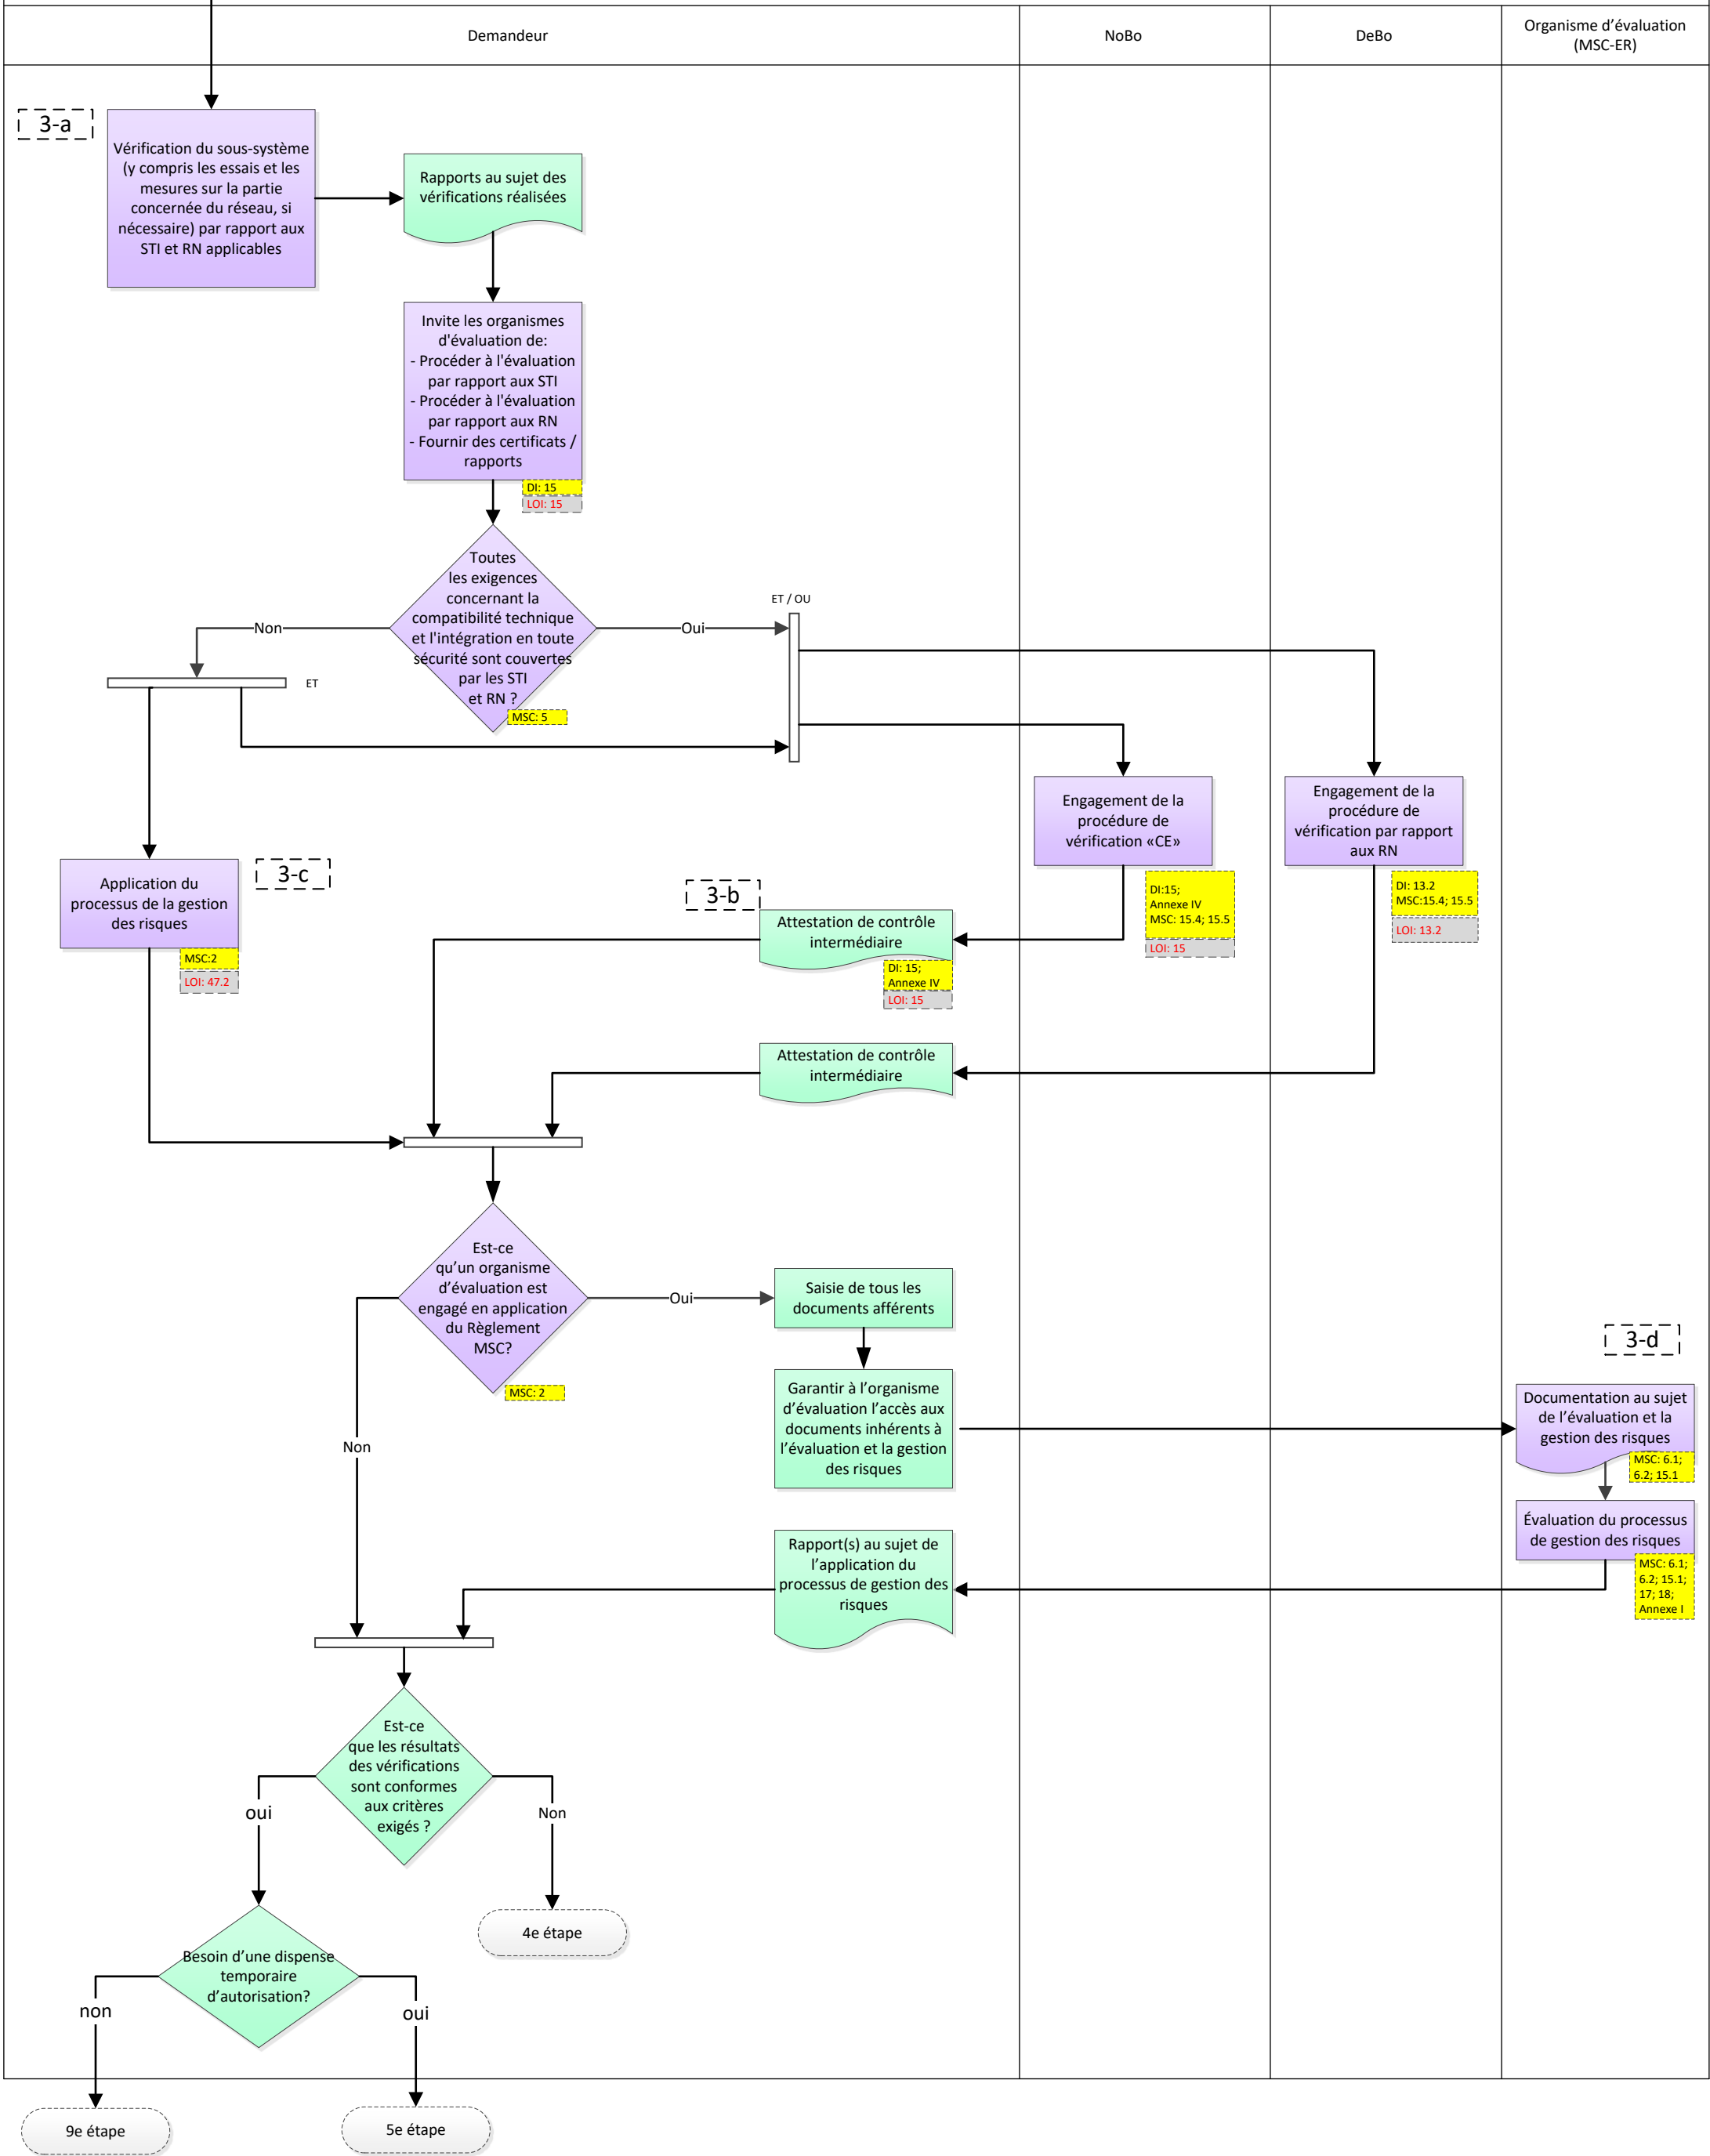 Demandeur
NoBo
DeBo
Organisme d’évaluation
(MSC-ER)
3-a
Vérification du sous-système
(y compris les essais et les
mesures sur la partie
concernée du réseau, si
nécessaire) par rapport aux
STI et RN applicables
Rapports au sujet des
vérifications réalisées
Invite les organismes
d'évaluation de:
- Procéder à l'évaluation
par rapport aux STI
- Procéder à l'évaluation
par rapport aux RN
- Fournir des certificats /
rapports
DI: 15
LOI: 15
Toutes
les exigences
concernant la
compatibilité technique
et l'intégration en toute
sécurité sont couvertes
par les STI
et RN ?
MSC: 5
Non
Oui
ET / OU
ET
Engagement de la
procédure de
vérification «CE»
DI:15;
Annexe IV
MSC: 15.4; 15.5
LOI: 15
Engagement de la
procédure de
vérification par rapport
aux RN
DI: 13.2
MSC:15.4; 15.5
LOI: 13.2
Application du
processus de la gestion
des risques
MSC:2
LOI: 47.2
3-c
3-b
Attestation de contrôle
intermédiaire
DI: 15;
Annexe IV
LOI: 15
Attestation de contrôle
intermédiaire
Est-ce
qu’un organisme
d’évaluation est
engagé en application
du Règlement
MSC?
MSC: 2
Oui
Non
Saisie de tous les
documents afférents
Garantir à l’organisme
d’évaluation l’accès aux
documents inhérents à
l’évaluation et la gestion
des risques
3-d
Documentation au sujet
de l’évaluation et la
gestion des risques
MSC: 6.1;
6.2; 15.1
Évaluation du processus
de gestion des risques
MSC: 6.1;
6.2; 15.1;
17; 18;
Annexe I
Rapport(s) au sujet de
l’application du
processus de gestion des
risques
Est-ce
que les résultats
des vérifications
sont conformes
aux critères
exigés ?
oui
Non
4e étape
Besoin d’une dispense
temporaire
d’autorisation?
non
oui
9e étape
5e étape